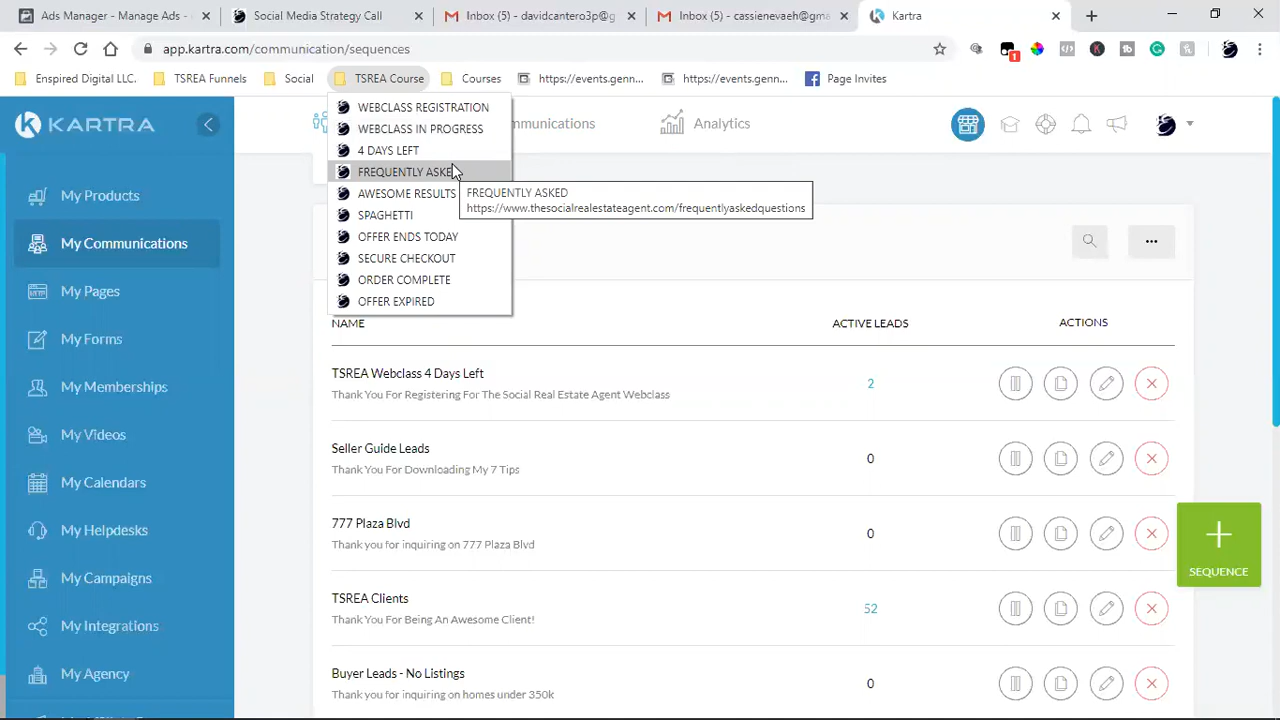 Ads Manager - Manage Ads -
Social Media Strategy Call
Inbox (5) - davidcantero3p@g
Inbox (5) - cassienevaeh@gma
Kartra
app.kartra.com/communication/sequences
1
Enspired Digital LLC.
TSREA Funnels
Social
TSREA Course
Courses
https://events.genn...
https://events.genn...
Page Invites
KARTRA
WEBCLASS REGISTRATION
WEBCLASS IN PROGRESS
4 DAYS LEFT
FREQUENTLY ASKE
AWESOME RESULTS
SPAGHETTI
OFFER ENDS TODAY
SECURE CHECKOUT
ORDER COMPLETE
OFFER EXPIRED
FREQUENTLY ASKED
https://www.thesocialrealestateagent.com/frequentlyaskedquestions
mmunications
Analytics
My Products
My Communications
My Pages
My Forms
My Memberships
My Videos
My Calendars
My Helpdesks
My Campaigns
My Integrations
My Agency
NAME
ACTIVE LEADS
ACTIONS
TSREA Webclass 4 Days Left
Thank You For Registering For The Social Real Estate Agent Webclass
2
Seller Guide Leads
Thank You For Downloading My 7 Tips
0
777 Plaza Blvd
Thank you for inquiring on 777 Plaza Blvd
0
TSREA Clients
Thank You For Being An Awesome Client!
52
Buyer Leads - No Listings
Thank you for inquiring on homes under 350k
0
SEQUENCE